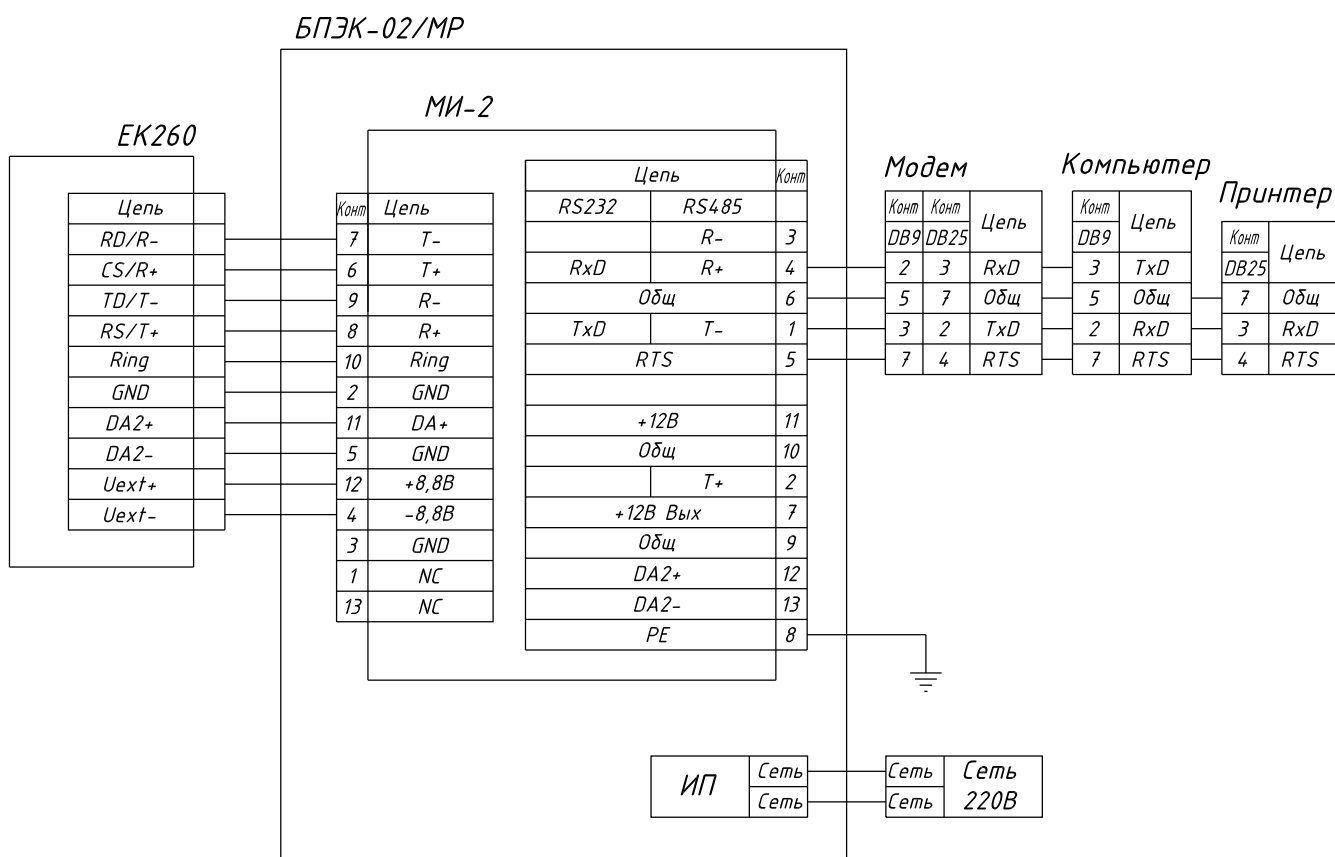 БПЭК-02/МР
МИ-2
ЕК260
Цепь
RD/R-
CS/R+
TD/T-
RS/T+
Ring
GND
DA2+
DA2-
Uext+
Uext-
Конт Цепь
7 T-
6 T+
9 R-
8 R+
10 Ring
2 GND
11 DA+
5 GND
12 +8,8В
4 -8,8В
3 GND
1 NC
13 NC
Цепь Конт
RS232 RS485
R- 3
RxD R+ 4
Общ 6
TxD T- 1
RTS 5
+12В 11
Общ 10
T+ 2
+12В Вых 7
Общ 9
DA2+ 12
DA2- 13
PE 8
Модем
Конт Конт Цепь
DB9 DB25
2 3 RxD
5 7 Общ
3 2 TxD
7 4 RTS
Компьютер
Конт Цепь
DB9
3 TxD
5 Общ
2 RxD
7 RTS
Принтер
Конт Цепь
DB25
7 Общ
3 RxD
4 RTS
ИП Сеть
Сеть
Сеть Сеть
Сеть 220В